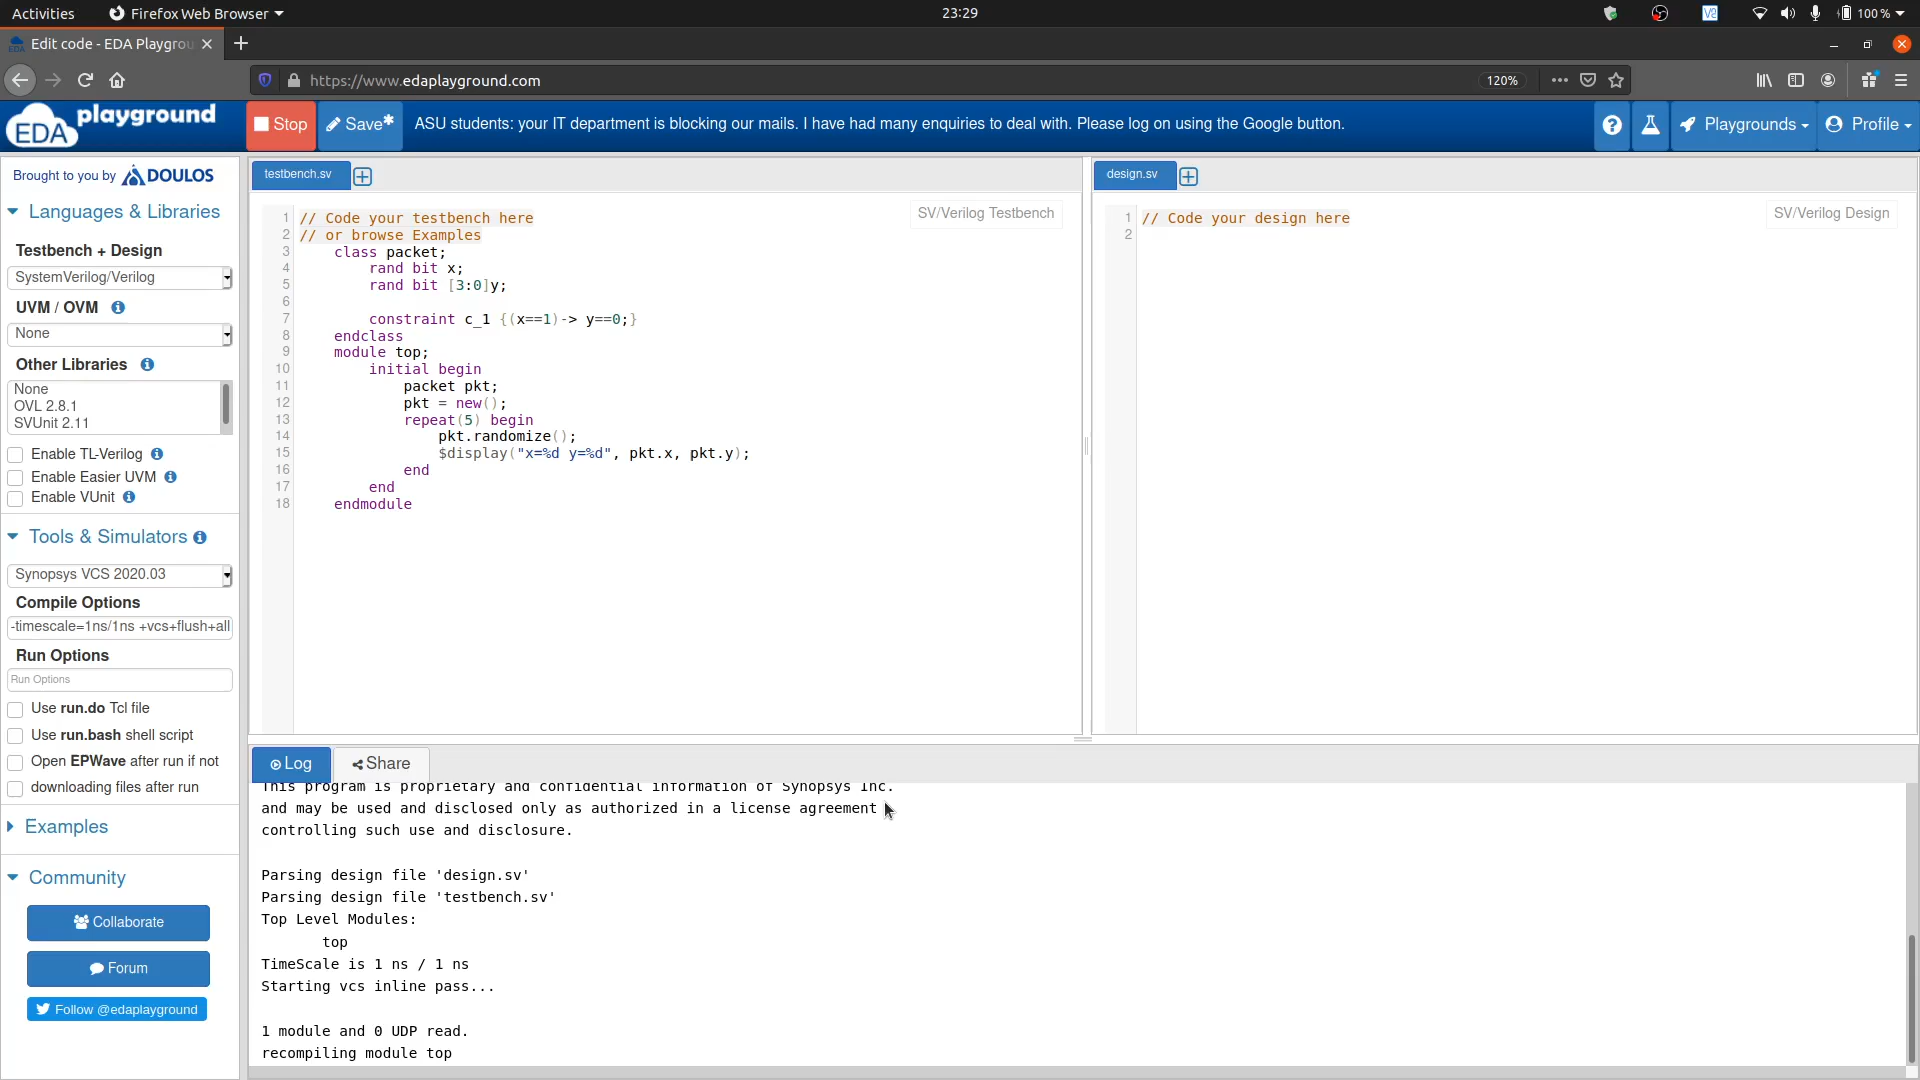 Activities
Firefox Web Browser
23:29
V2
100 %
Edit code - EDA Playgrou
https://www.edaplayground.com
120%
EDA playground
Stop
Save*
ASU students: your IT department is blocking our mails. I have had many enquiries to deal with. Please log on using the Google button.
Playgrounds
Profile
Brought to you by DOULOS
Languages & Libraries
Testbench + Design
SystemVerilog/Verilog
UVM / OVM
None
Other Libraries
None
OVL 2.8.1
SVUnit 2.11
Enable TL-Verilog
Enable Easier UVM
Enable VUnit
Tools & Simulators
Synopsys VCS 2020.03
Compile Options
-timescale=1ns/1ns +vcs+flush+all
Run Options
Run Options
Use run.do Tcl file
Use run.bash shell script
Open EPWave after run if not
downloading files after run
Examples
Community
Collaborate
Forum
Follow @edaplayground
testbench.sv
SV/Verilog Testbench
1 // Code your testbench here
2 // or browse Examples
3 class packet;
4 rand bit x;
5 rand bit [3:0]y;
6
7 constraint c_1 {(x==1)-> y==0;}
8 endclass
9 module top;
10 initial begin
11 packet pkt;
12 pkt = new();
13 repeat(5) begin
14 pkt.randomize();
15 $display("x=%d y=%d", pkt.x, pkt.y);
16 end
17 end
18 endmodule
design.sv
SV/Verilog Design
1 // Code your design here
2
Log
Share
This program is proprietary and confidential information of Synopsys Inc.
and may be used and disclosed only as authorized in a license agreement
controlling such use and disclosure.
Parsing design file 'design.sv'
Parsing design file 'testbench.sv'
Top Level Modules:
top
TimeScale is 1 ns / 1 ns
Starting vcs inline pass...
1 module and 0 UDP read.
recompiling module top